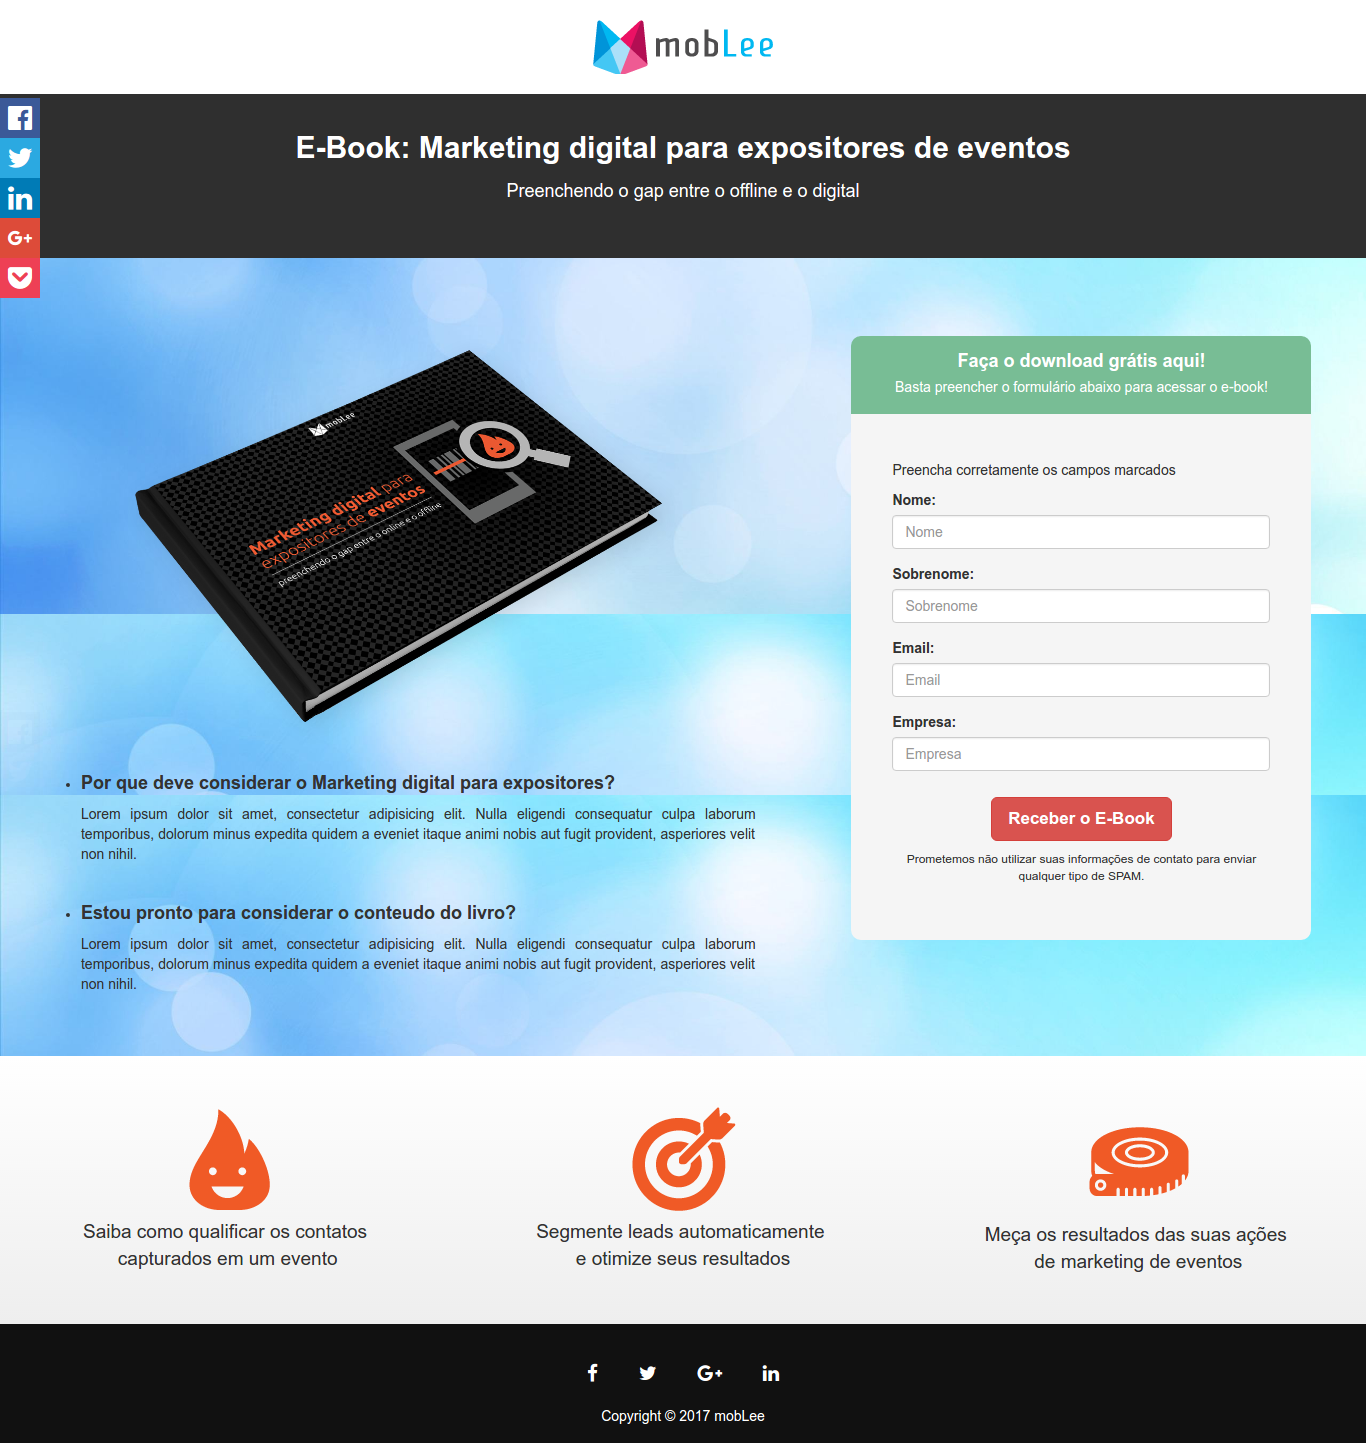 mobLee
E-Book: Marketing digital para expositores de eventos
Preenchendo o gap entre o offline e o digital
mobLee
Marketing digital para
expositores de eventos
preenchendo o gap entre o online e o offline
Faça o download grátis aqui!
Basta preencher o formulário abaixo para acessar o e-book!
Preencha corretamente os campos marcados
Nome:
Nome
Sobrenome:
Sobrenome
Email:
Email
Empresa:
Empresa
Receber o E-Book
Prometemos não utilizar suas informações de contato para enviar
qualquer tipo de SPAM.
Por que deve considerar o Marketing digital para expositores?
Lorem ipsum dolor sit amet, consectetur adipisicing elit. Nulla eligendi consequatur culpa laborum
temporibus, dolorum minus expedita quidem a eveniet itaque animi nobis aut fugit provident, asperiores velit
non nihil.
Estou pronto para considerar o conteudo do livro?
Lorem ipsum dolor sit amet, consectetur adipisicing elit. Nulla eligendi consequatur culpa laborum
temporibus, dolorum minus expedita quidem a eveniet itaque animi nobis aut fugit provident, asperiores velit
non nihil.
Saiba como qualificar os contatos
capturados em um evento
Segmente leads automaticamente
e otimize seus resultados
Meça os resultados das suas ações
de marketing de eventos
Copyright © 2017 mobLee